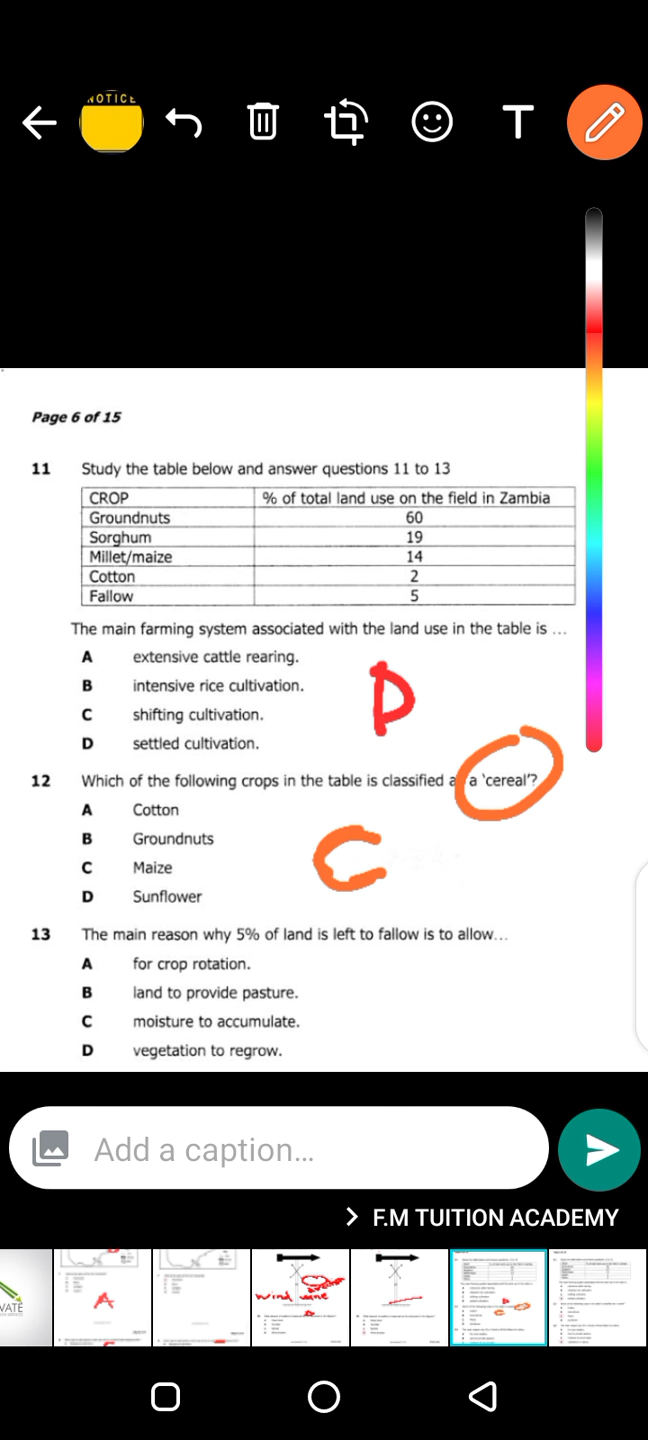 NOTICE
T
Page 6 of 15
11 Study the table below and answer questions 11 to 13
CROP % of total land use on the field in Zambia
Groundnuts 60
Sorghum 19
Millet/maize 14
Cotton 2
Fallow 5
The main farming system associated with the land use in the table is ...
A extensive cattle rearing.
B intensive rice cultivation.
C shifting cultivation.
D settled cultivation.
D
12 Which of the following crops in the table is classified a a 'cereal'?
A Cotton
B Groundnuts
C Maize
D Sunflower
C
13 The main reason why 5% of land is left to fallow is to allow...
A for crop rotation.
B land to provide pasture.
C moisture to accumulate.
D vegetation to regrow.
Add a caption...
> F.M TUITION ACADEMY
VATE
A
wind vane